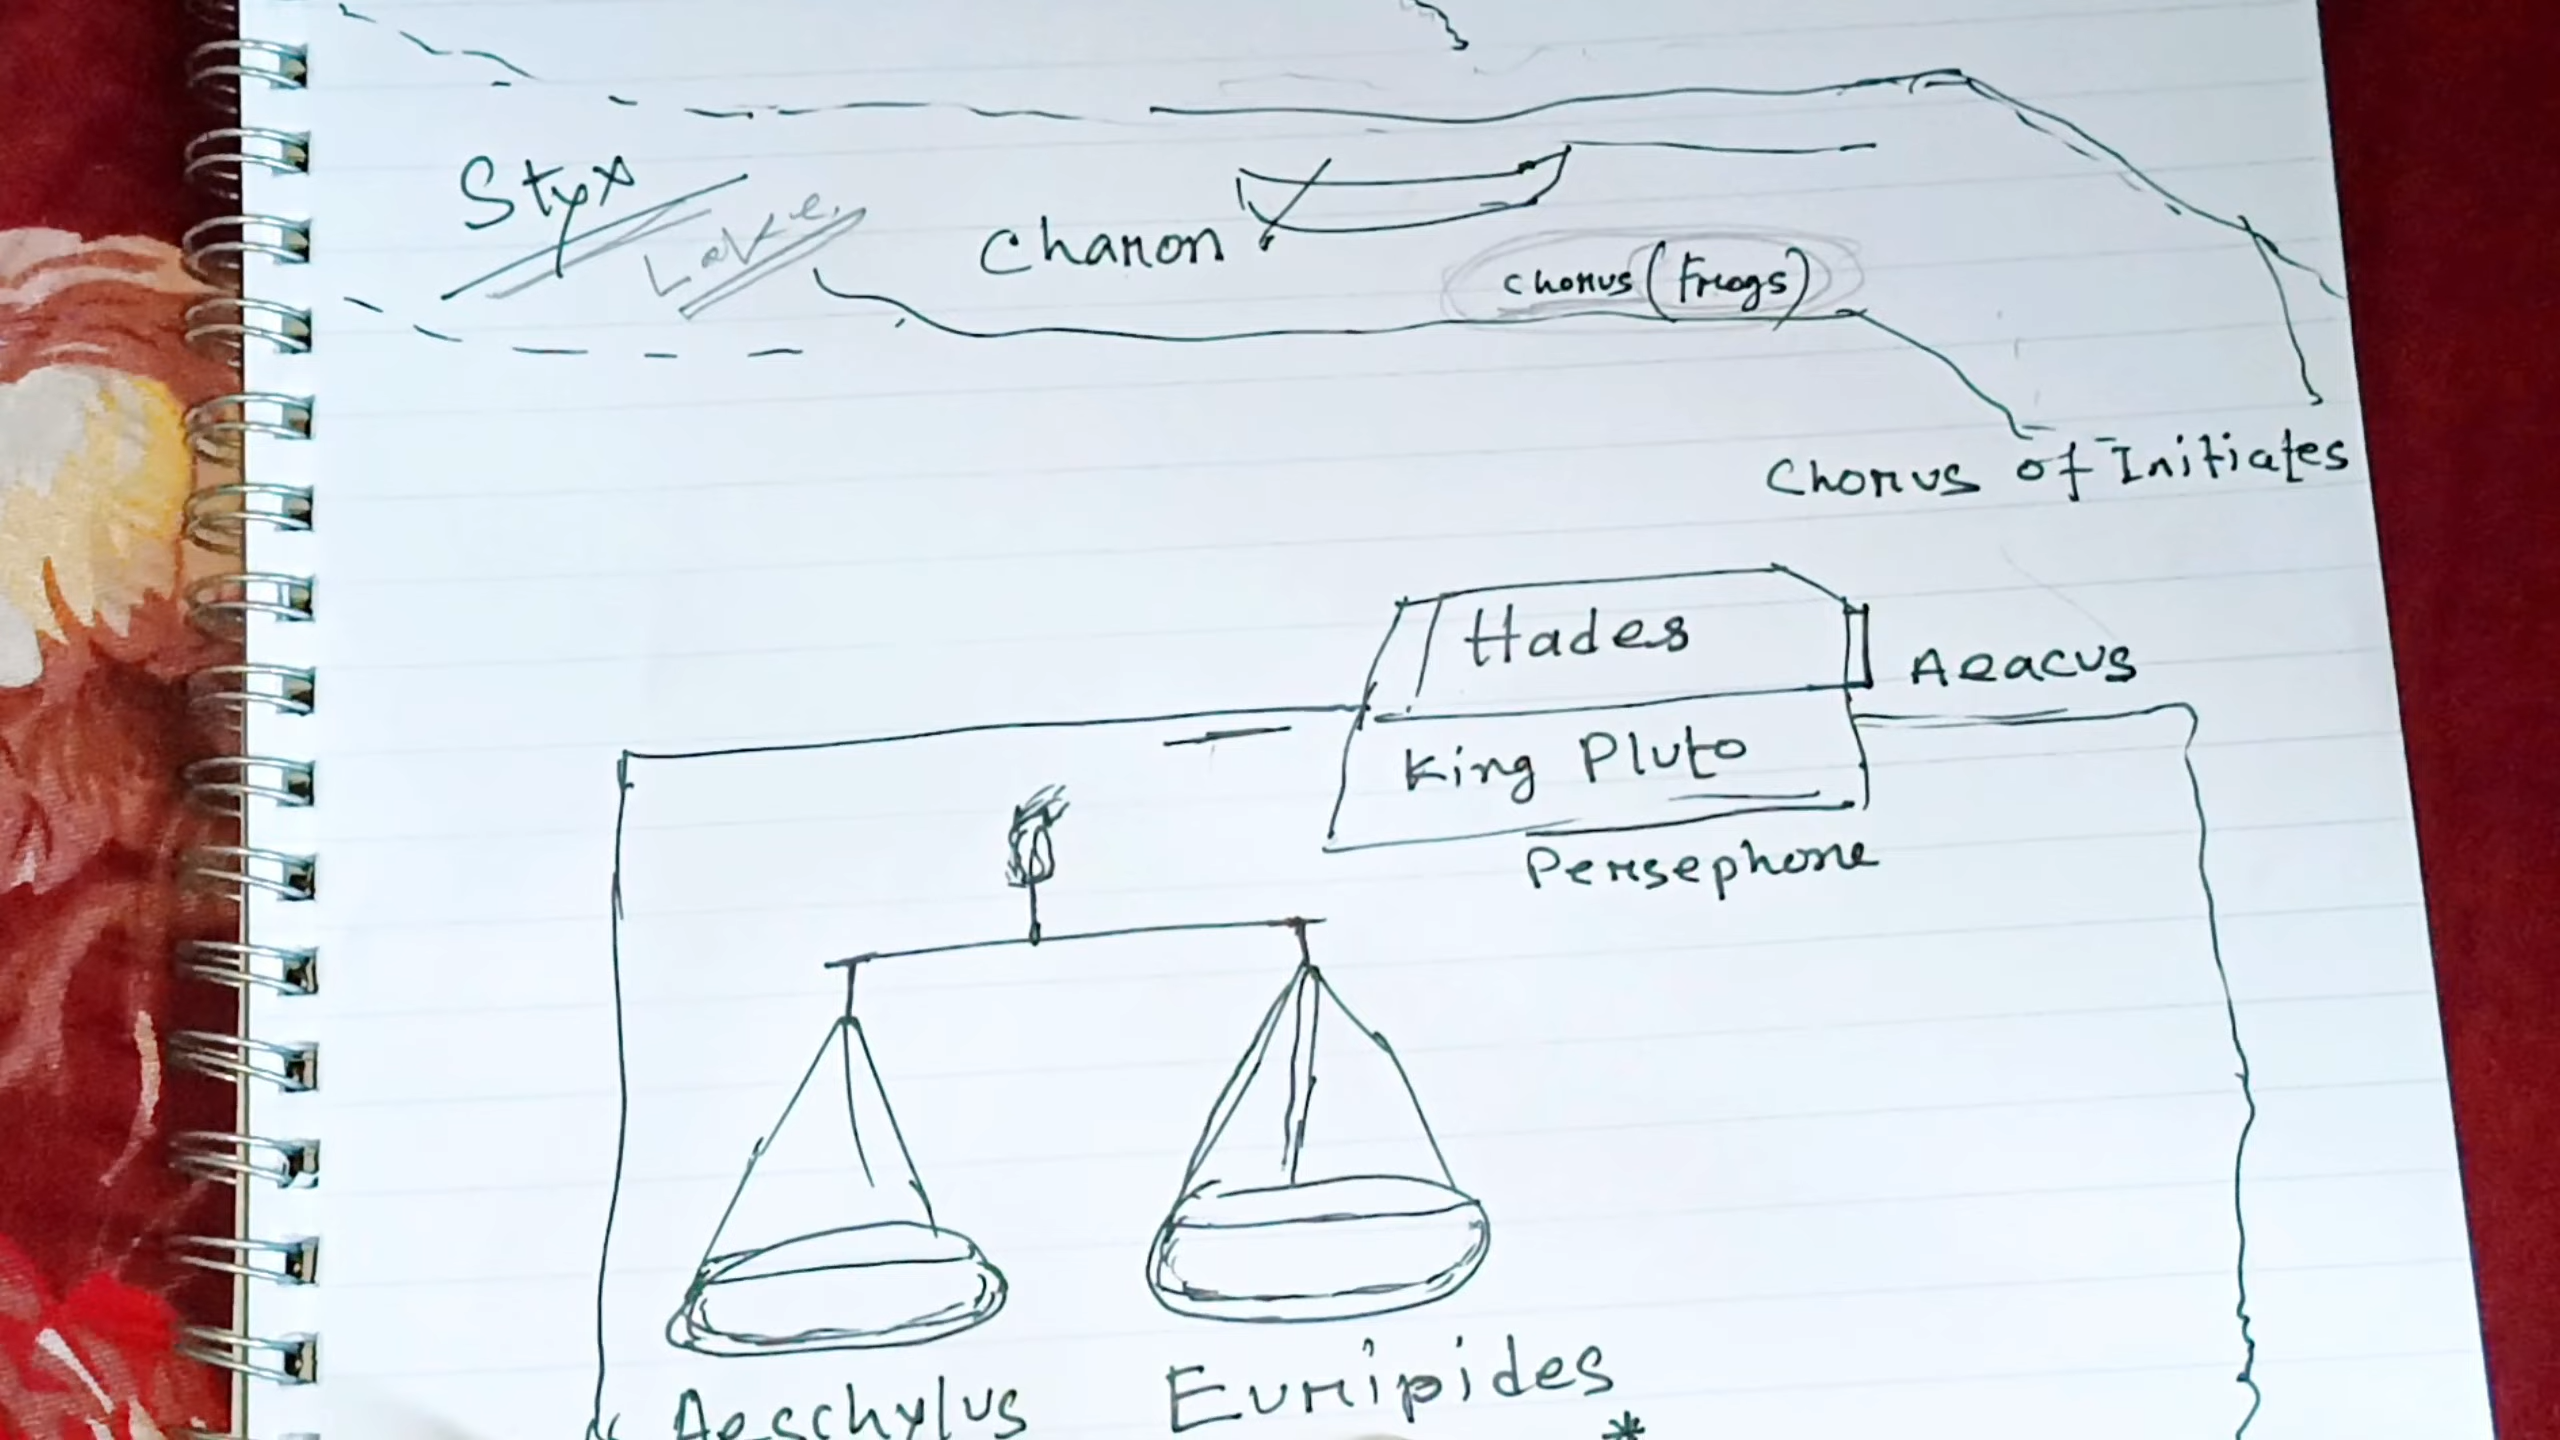 Styx
Lake
Charon
Chorus (Frogs)
Chorus of Initiates
Hades
Aeacus
King Pluto
Persephone
Aeschylus
Euripides
*